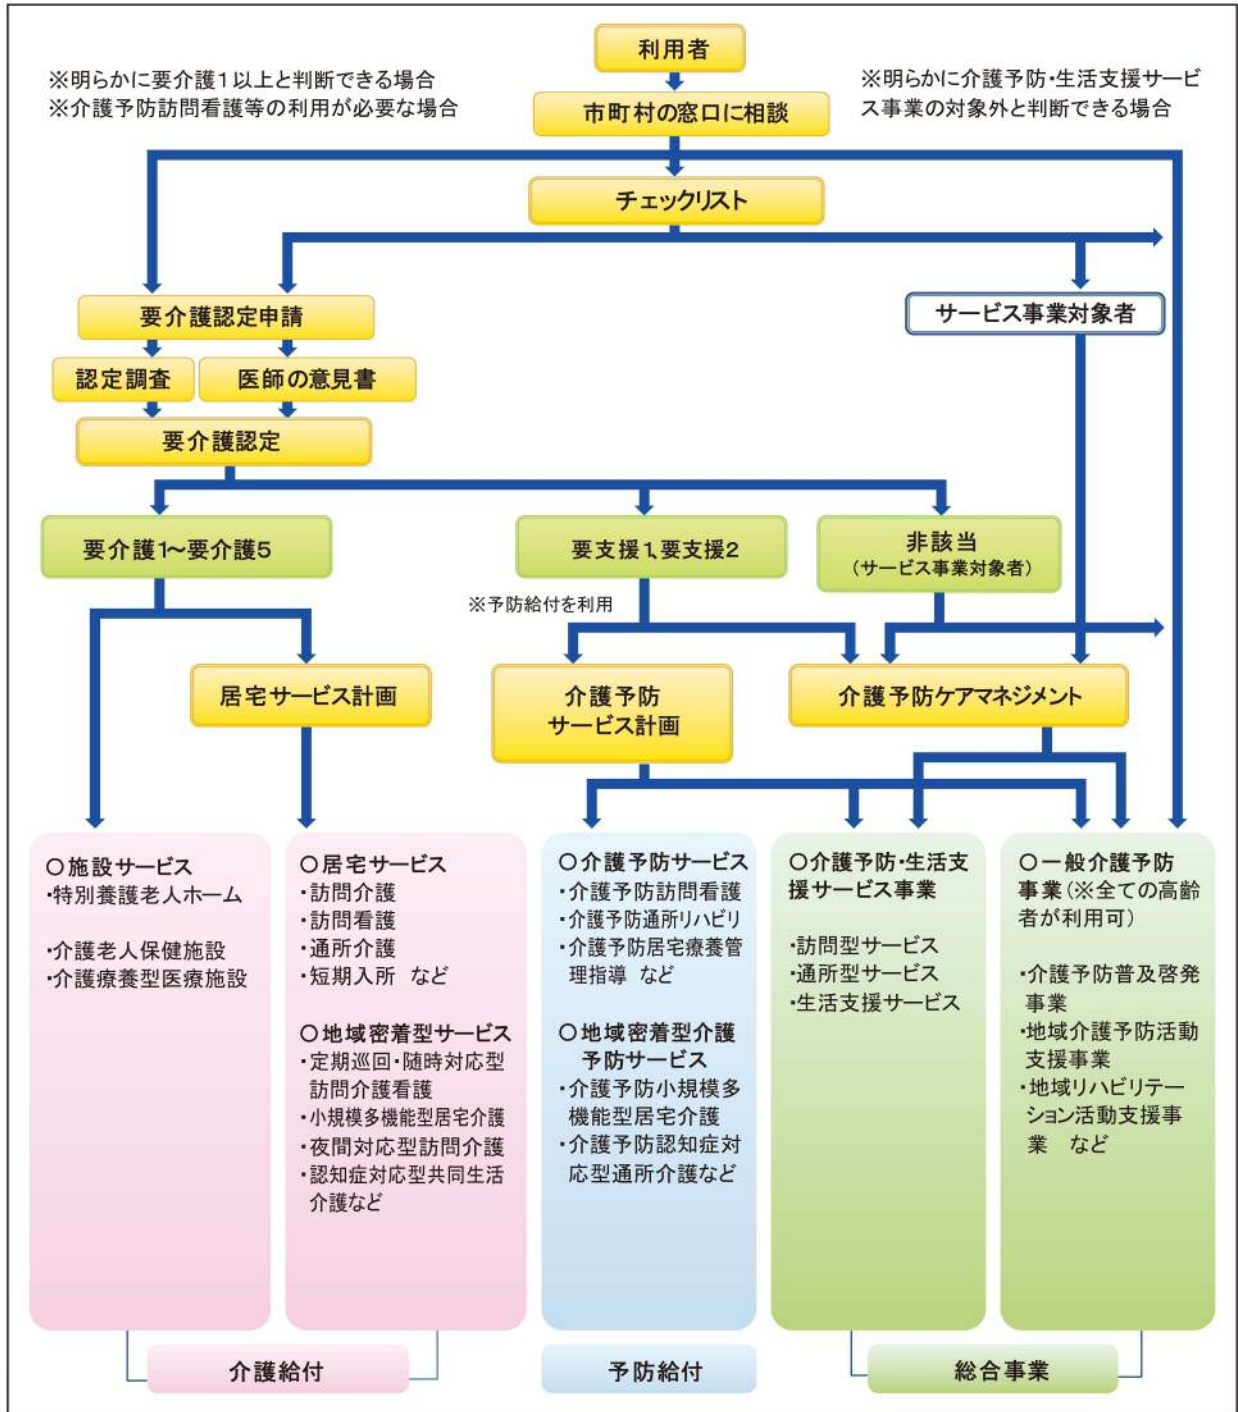 利用者
※明らかに要介護1以上と判断できる場合
※介護予防訪問看護等の利用が必要な場合
※明らかに介護予防・生活支援サービ
ス事業の対象外と判断できる場合
市町村の窓口に相談
チェックリスト
要介護認定申請
サービス事業対象者
認定調査
医師の意見書
要介護認定
要介護1～要介護5
要支援1、要支援2
非該当
(サービス事業対象者)
※予防給付を利用
居宅サービス計画
介護予防
サービス計画
介護予防ケアマネジメント
○施設サービス
・特別養護老人ホーム
・介護老人保健施設
・介護療養型医療施設
○居宅サービス
・訪問介護
・訪問看護
・通所介護
・短期入所 など
○地域密着型サービス
・定期巡回・随時対応型
訪問介護看護
・小規模多機能型居宅介護
・夜間対応型訪問介護
・認知症対応型共同生活
介護など
○介護予防サービス
・介護予防訪問看護
・介護予防通所リハビリ
・介護予防居宅療養管
理指導 など
○地域密着型介護
予防サービス
・介護予防小規模多
機能型居宅介護
・介護予防認知症対
応型通所介護など
○介護予防・生活支
援サービス事業
・訪問型サービス
・通所型サービス
・生活支援サービス
○一般介護予防
事業(※全ての高齢
者が利用可)
・介護予防普及啓発
事業
・地域介護予防活動
支援事業
・地域リハビリテー
ション活動支援事
業 など
介護給付
予防給付
総合事業